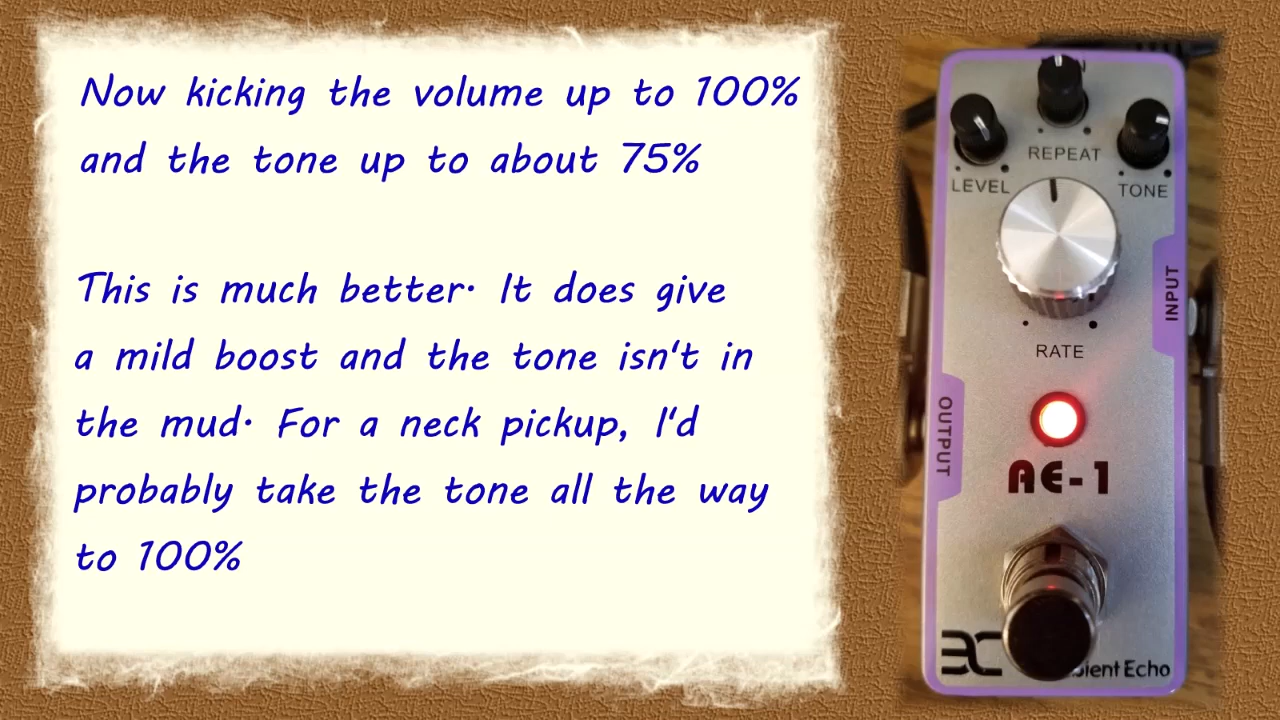 Now kicking the volume up to 100%
and the tone up to about 75%
This is much better. It does give
a mild boost and the tone isn't in
the mud. For a neck pickup, I'd
probably take the tone all the way
to 100%
REPEAT
LEVEL
TONE
INPUT
RATE
OUTPUT
AE-1
Echo